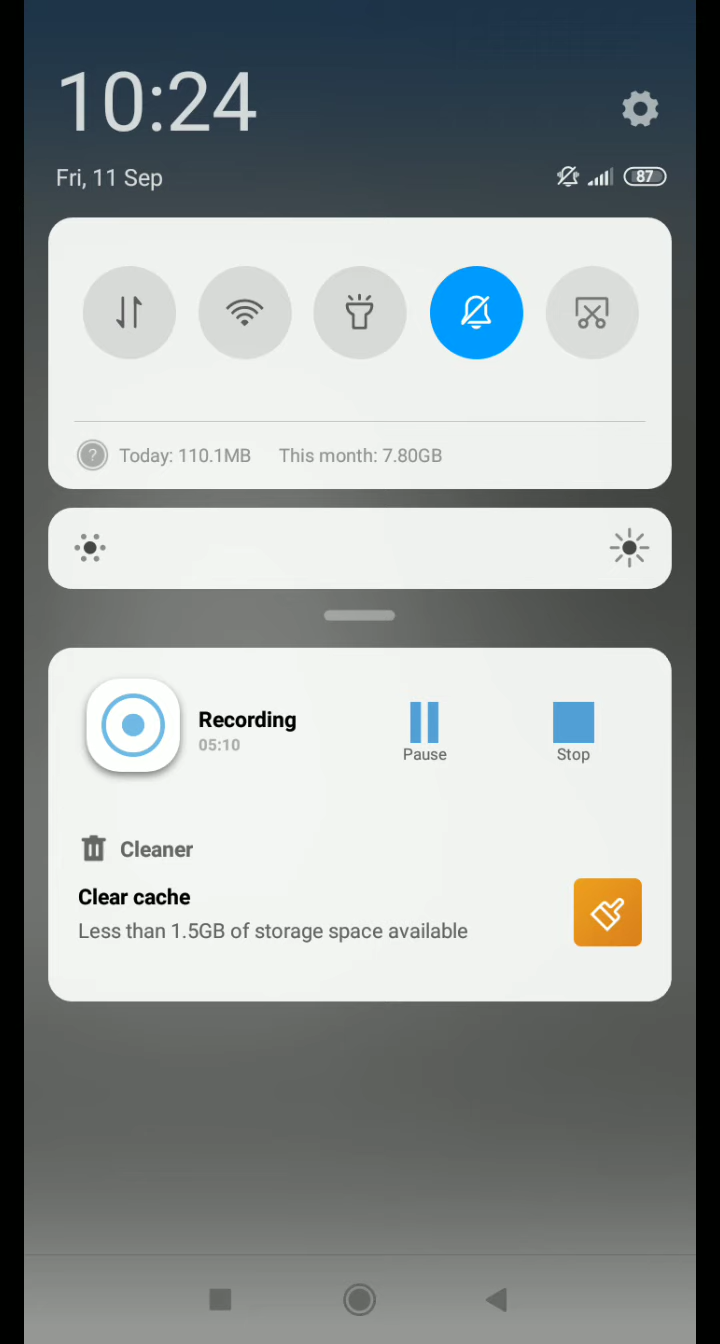 10:24
Fri, 11 Sep
87
?
Today: 110.1MB This month: 7.80GB
Recording
05:10
Pause
Stop
Cleaner
Clear cache
Less than 1.5GB of storage space available